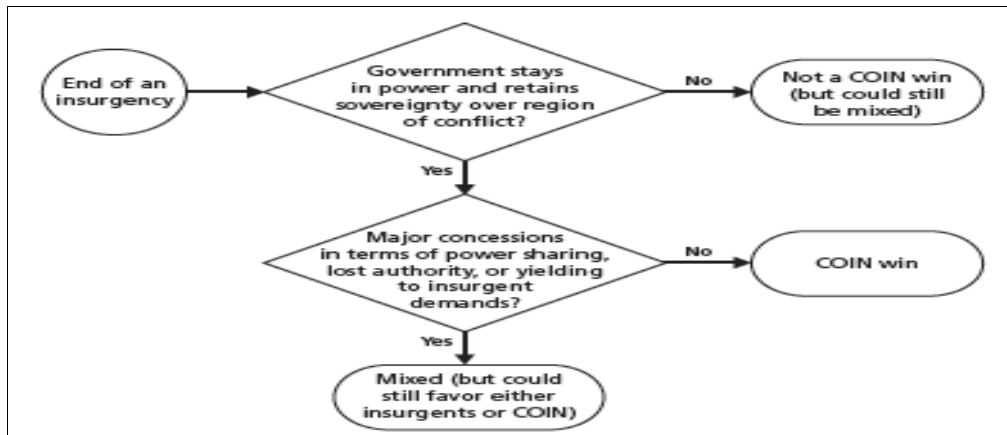 End of an
insurgency
Government stays
in power and retains
sovereignty over region
of conflict?
No
Not a COIN win
(but could still
be mixed)
Yes
Major concessions
in terms of power sharing,
lost authority, or yielding
to insurgent
demands?
No
COIN win
Yes
Mixed (but could
still favor either
insurgents or COIN)